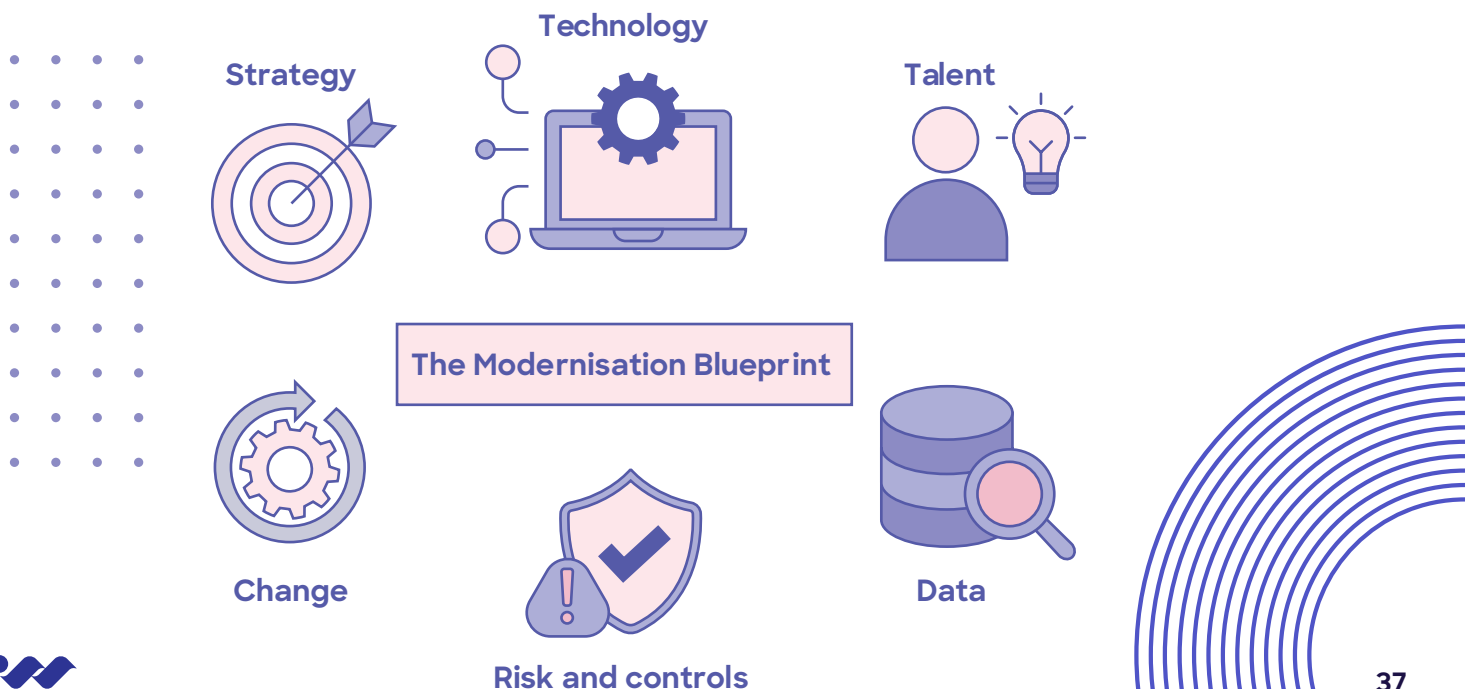 Technology
Strategy
Talent
The Modernisation Blueprint
Change
Data
Risk and controls
37